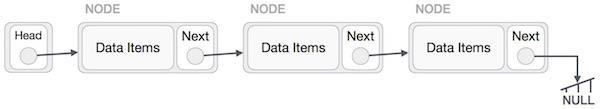 NODE NODE NODE
Head Data Items Next Data Items Next Data Items Next
NULL